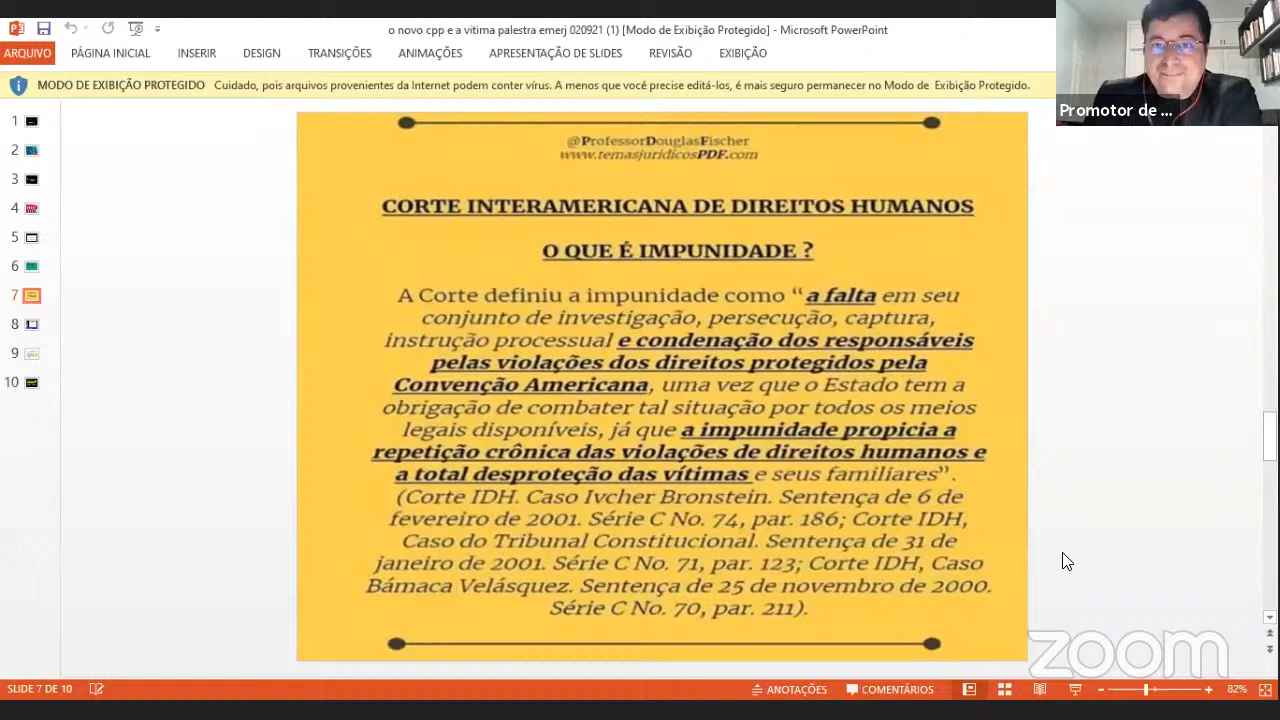 o novo cpp e a vitima palestra emerj 020921 (1) [Modo de Exibição Protegido] - Microsoft PowerPoint
ARQUIVO PÁGINA INICIAL INSERIR DESIGN TRANSIÇÕES ANIMAÇÕES APRESENTAÇÃO DE SLIDES REVISÃO EXIBIÇÃO
MODO DE EXIBIÇÃO PROTEGIDO Cuidado, pois arquivos provenientes da Internet podem conter vírus. A menos que você precise editá-los, é mais seguro permanecer no Modo de Exibição Protegido.
Promotor de ...
1
2
3
4
5
6
7
8
9
10
@ProfessorDouglasFischer
www.temasjuridicosPDF.com
CORTE INTERAMERICANA DE DIREITOS HUMANOS
O QUE É IMPUNIDADE ?
A Corte definiu a impunidade como “a falta em seu
conjunto de investigação, persecução, captura,
instrução processual e condenação dos responsáveis
pelas violações dos direitos protegidos pela
Convenção Americana, uma vez que o Estado tem a
obrigação de combater tal situação por todos os meios
legais disponíveis, já que a impunidade propicia a
repetição crônica das violações de direitos humanos e
a total desproteção das vítimas e seus familiares”.
(Corte IDH. Caso Ivcher Bronstein. Sentença de 6 de
fevereiro de 2001. Série C No. 74, par. 186; Corte IDH,
Caso do Tribunal Constitucional. Sentença de 31 de
janeiro de 2001. Série C No. 71, par. 123; Corte IDH, Caso
Bámaca Velásquez. Sentença de 25 de novembro de 2000.
Série C No. 70, par. 211).
zoom
SLIDE 7 DE 10 ANOTAÇÕES COMENTÁRIOS 82%